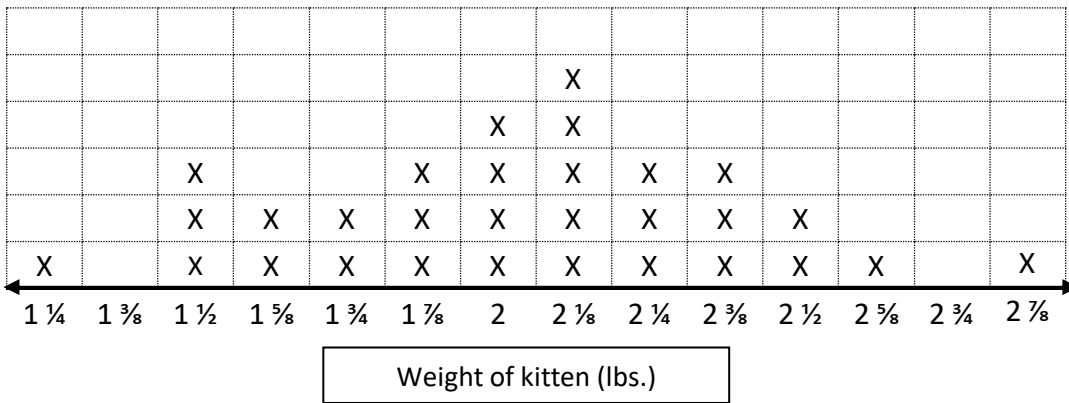 X
X X
X X X X X X
X X X X X X X X X
X X X X X X X X X X X X
1 ¼ 1 ⅜ 1 ½ 1 ⅝ 1 ¾ 1 ⅞ 2 2 ⅛ 2 ¼ 2 ⅜ 2 ½ 2 ⅝ 2 ¾ 2 ⅞
Weight of kitten (lbs.)